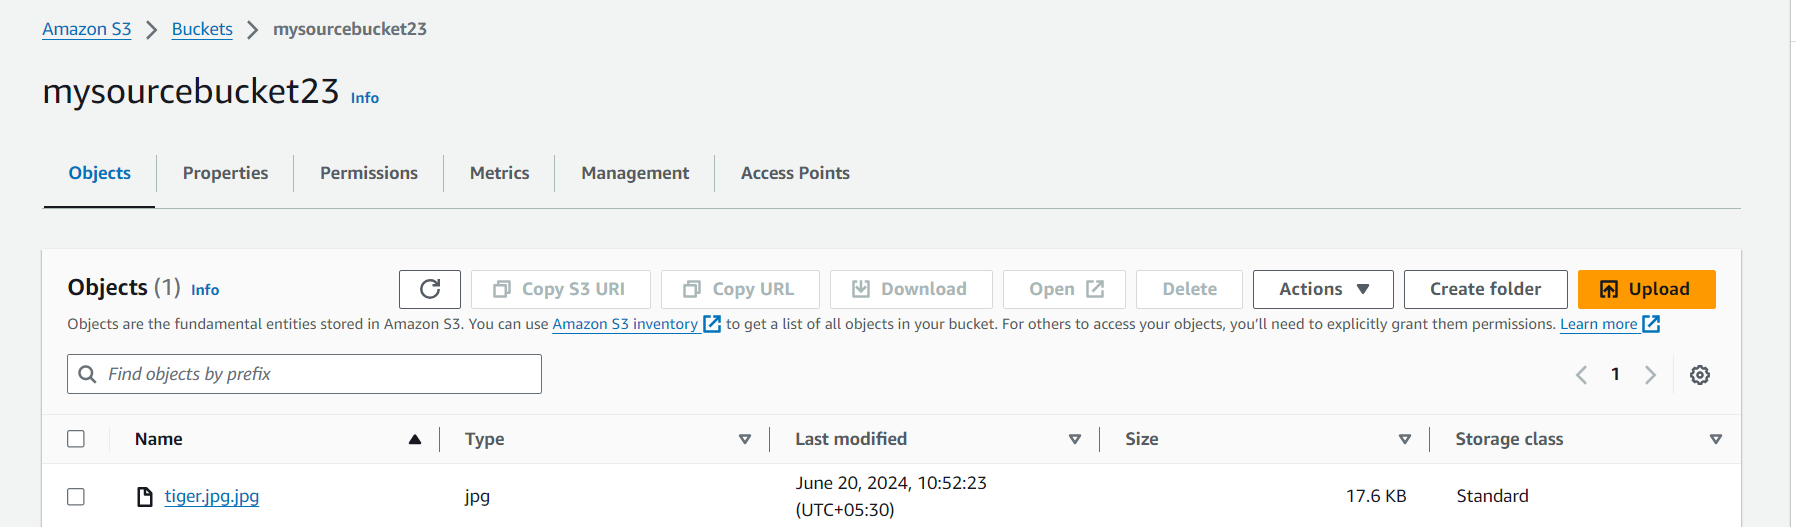 Amazon S3 > Buckets > mysourcebucket23
mysourcebucket23 Info
Objects Properties Permissions Metrics Management Access Points
Objects (1) Info Copy S3 URI Copy URL Download Open Delete Actions Create folder Upload
Objects are the fundamental entities stored in Amazon S3. You can use Amazon S3 inventory to get a list of all objects in your bucket. For others to access your objects, you'll need to explicitly grant them permissions. Learn more
Find objects by prefix 1
Name Type Last modified Size Storage class
tiger.jpg.jpg jpg June 20, 2024, 10:52:23 17.6 KB Standard
(UTC+05:30)